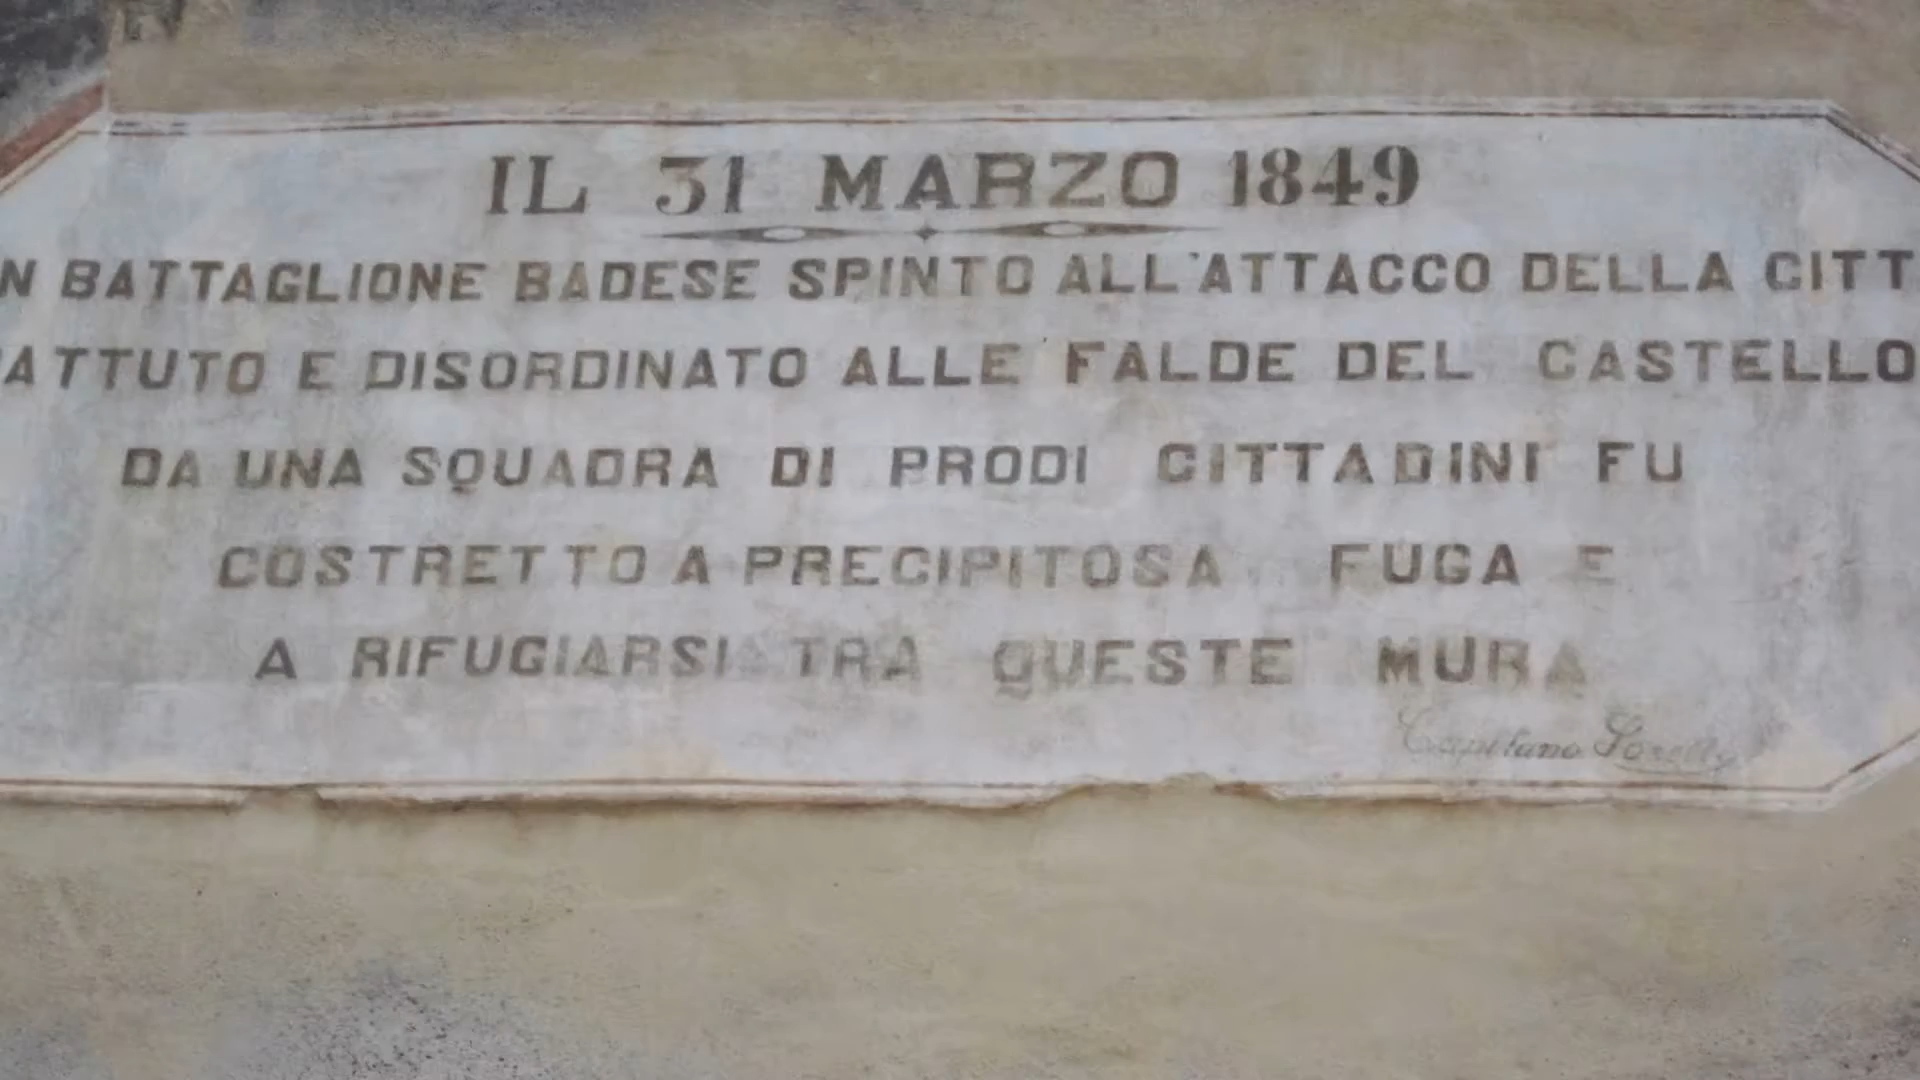 IL 31 MARZO 1849
N BATTAGLIONE BADESE SPINTO ALL'ATTACCO DELLA CITT
ATTUTO E DISORDINATO ALLE FALDE DEL CASTELLO
DA UNA SQUADRA DI PRODI CITTADINI FU
COSTRETTO A PRECIPITOSA FUGA E
A RIFUGIARSI TRA QUESTE MURA
Capitano